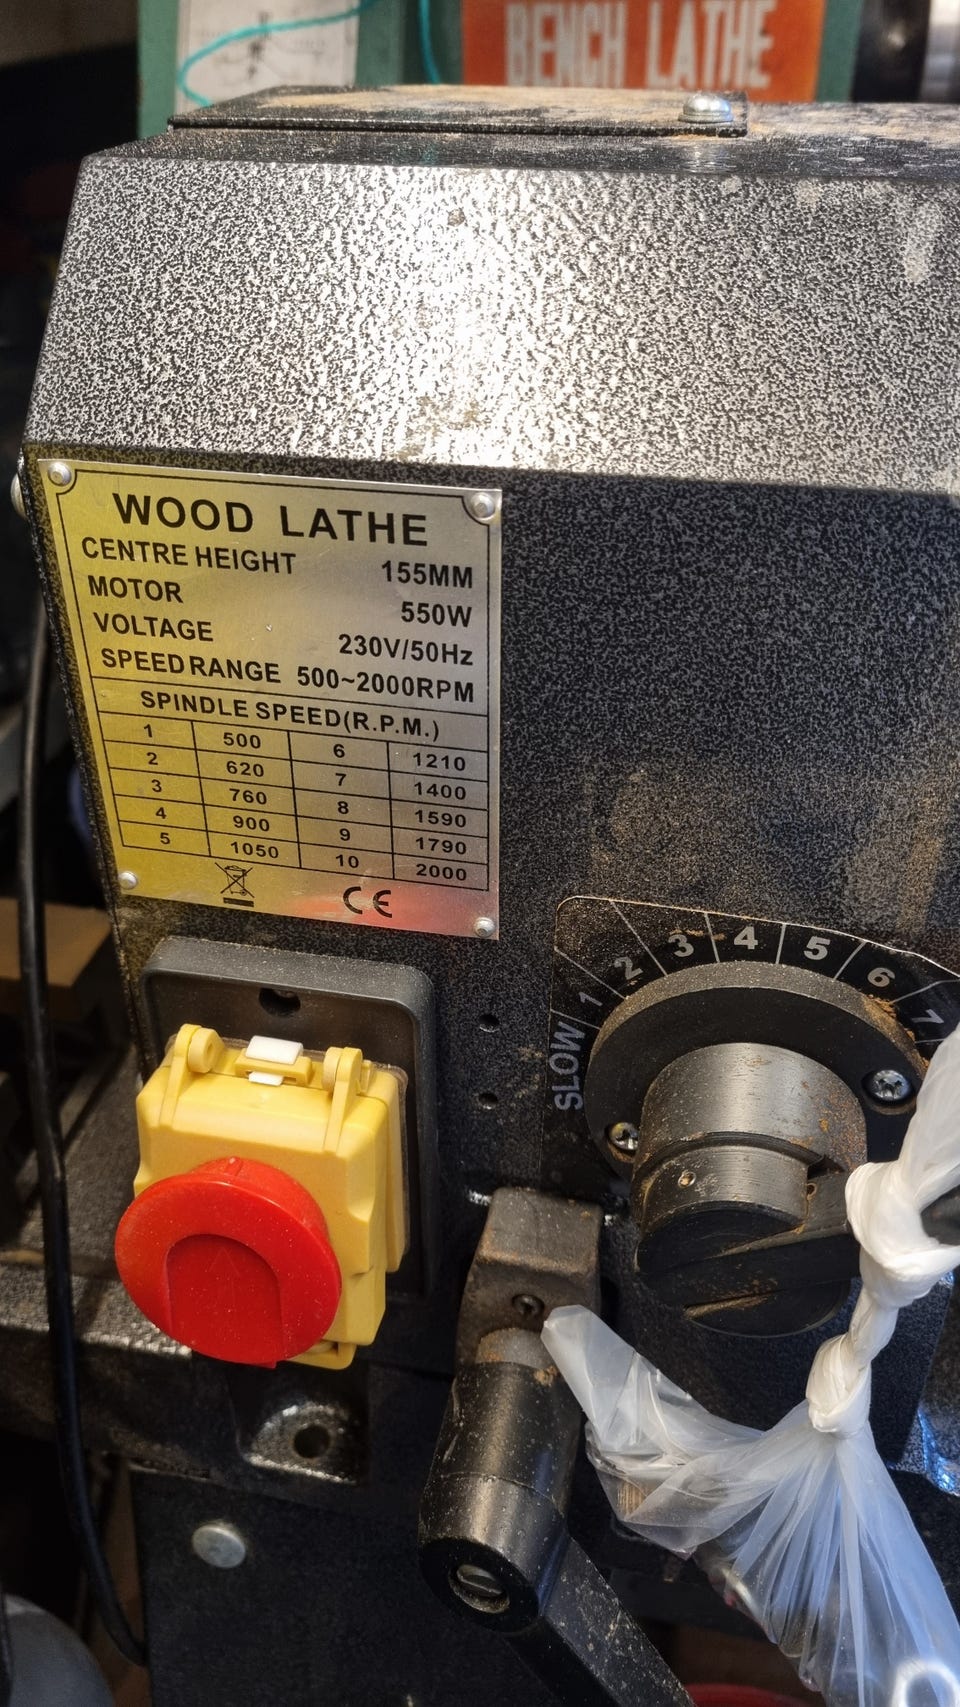 BENCH LATHE
WOOD LATHE
CENTRE HEIGHT 155MM
MOTOR 550W
VOLTAGE 230V/50Hz
SPEED RANGE 500~2000RPM
SPINDLE SPEED(R.P.M.)
1 500 6 1210
2 620 7 1400
3 760 8 1590
4 900 9 1790
5 1050 10 2000
CE
SLOW 1 2 3 4 5 6 7